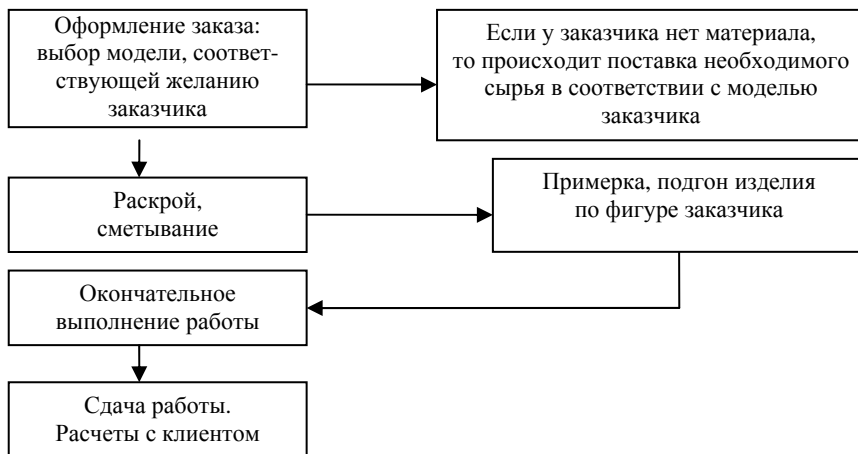 Оформление заказа:
выбор модели, соответ-
ствующей желанию
заказчика
Если у заказчика нет материала,
то происходит поставка необходимого
сырья в соответствии с моделью
заказчика
Раскрой,
сметывание
Примерка, подгон изделия
по фигуре заказчика
Окончательное
выполнение работы
Сдача работы.
Расчеты с клиентом